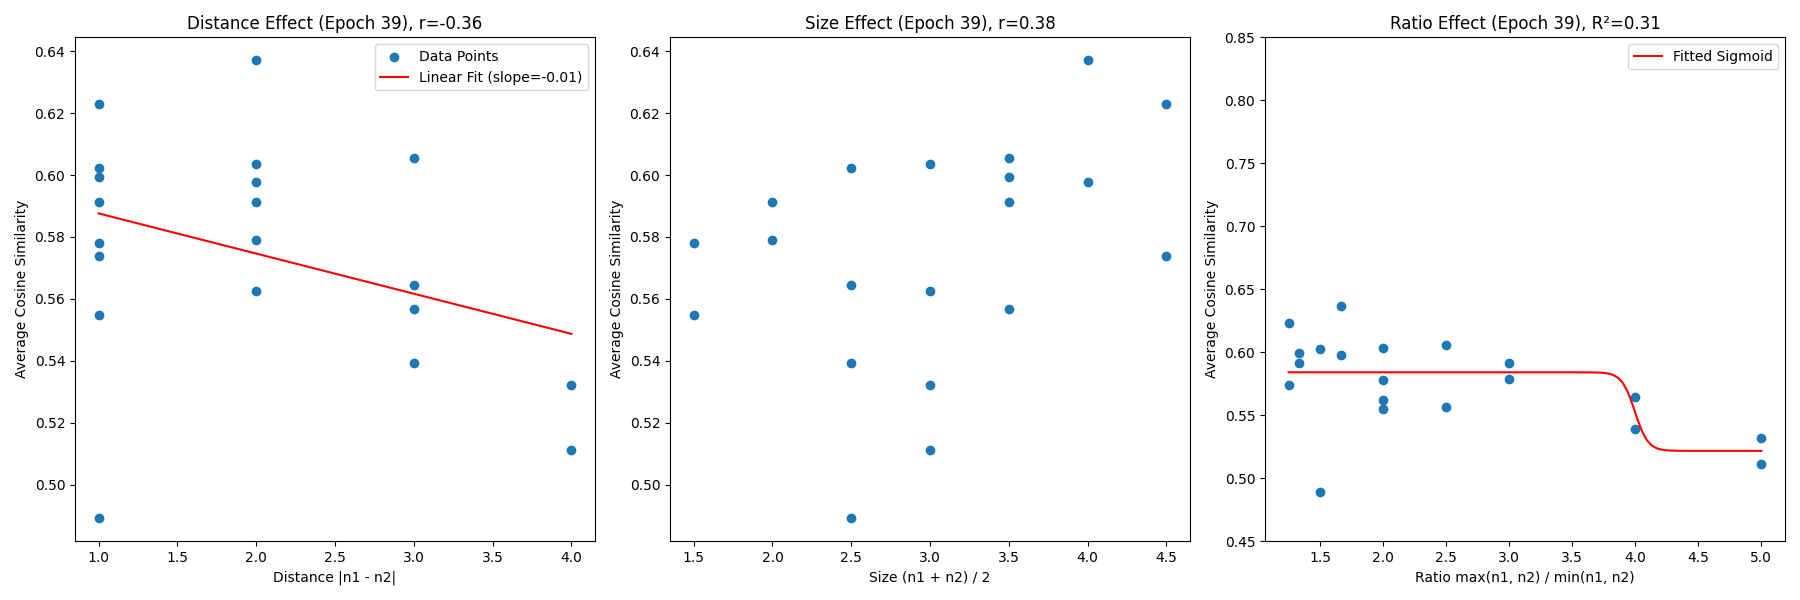 Distance Effect (Epoch 39), r=-0.36
Data Points
Linear Fit (slope=-0.01)
0.64
0.62
0.60
0.58
0.56
0.54
0.52
0.50
Average Cosine Similarity
1.0 1.5 2.0 2.5 3.0 3.5 4.0
Distance |n1 - n2|
Size Effect (Epoch 39), r=0.38
0.64
0.62
0.60
0.58
0.56
0.54
0.52
0.50
Average Cosine Similarity
1.5 2.0 2.5 3.0 3.5 4.0 4.5
Size (n1 + n2) / 2
Ratio Effect (Epoch 39), R²=0.31
Fitted Sigmoid
0.85
0.80
0.75
0.70
0.65
0.60
0.55
0.50
0.45
Average Cosine Similarity
1.5 2.0 2.5 3.0 3.5 4.0 4.5 5.0
Ratio max(n1, n2) / min(n1, n2)